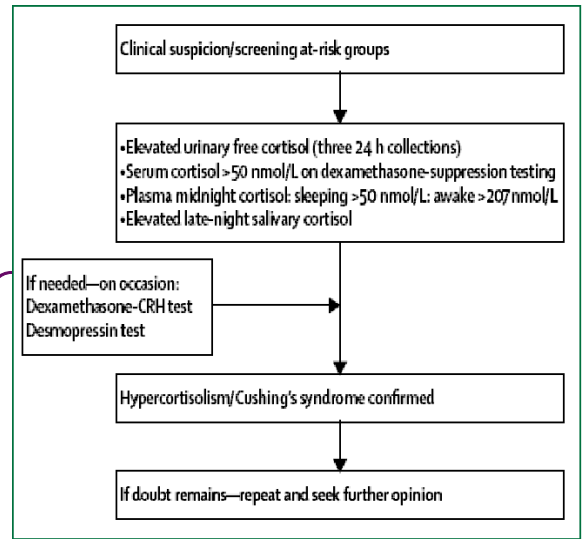 Clinical suspicion/screening at-risk groups
•Elevated urinary free cortisol (three 24 h collections)
•Serum cortisol >50 nmol/L on dexamethasone-suppression testing
•Plasma midnight cortisol: sleeping >50 nmol/L: awake >207nmol/L
•Elevated late-night salivary cortisol
If needed—on occasion:
Dexamethasone-CRH test
Desmopressin test
Hypercortisolism/Cushing's syndrome confirmed
If doubt remains—repeat and seek further opinion